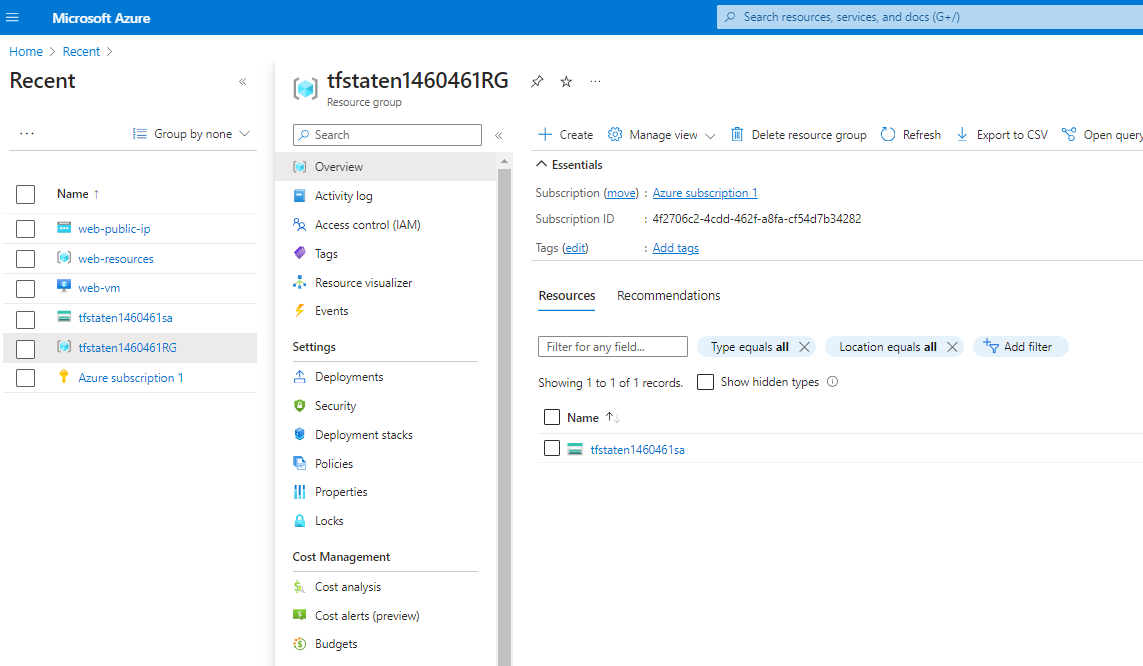 Microsoft Azure
Search resources, services, and docs (G+/)
Home > Recent >
Recent
Group by none
Name ↑
web-public-ip
web-resources
web-vm
tfstaten1460461sa
tfstaten1460461RG
Azure subscription 1
tfstaten1460461RG
Resource group
Search
Overview
Activity log
Access control (IAM)
Tags
Resource visualizer
Events
Settings
Deployments
Security
Deployment stacks
Policies
Properties
Locks
Cost Management
Cost analysis
Cost alerts (preview)
Budgets
Create Manage view Delete resource group Refresh Export to CSV Open query
Essentials
Subscription (move) : Azure subscription 1
Subscription ID : 4f2706c2-4cdd-462f-a8fa-cf54d7b34282
Tags (edit) : Add tags
Resources Recommendations
Filter for any field... Type equals all Location equals all Add filter
Showing 1 to 1 of 1 records. Show hidden types
Name ↑↓
tfstaten1460461sa